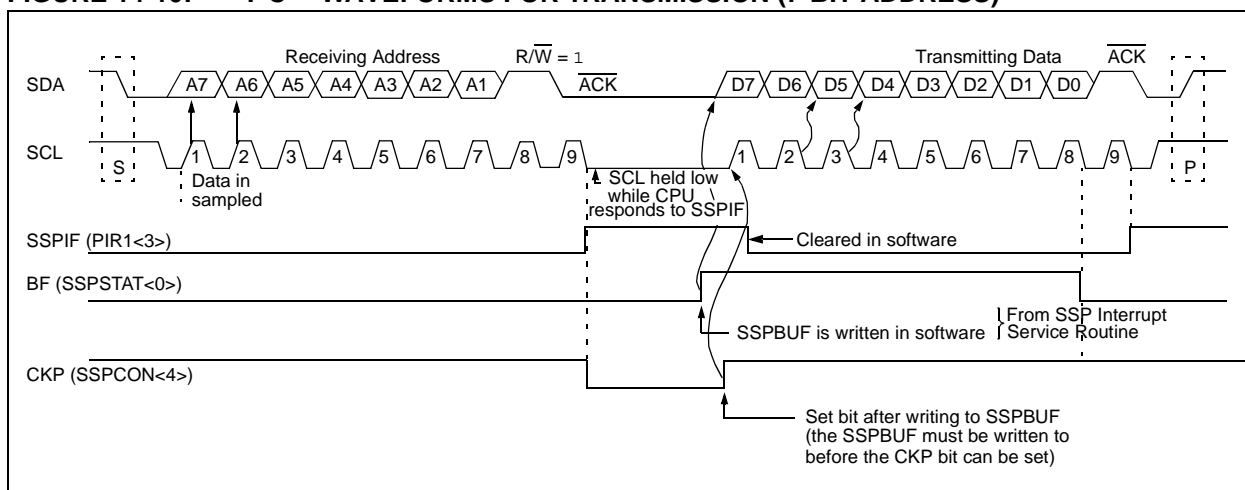 FIGURE WAVEFORMS FOR TRANSMISSION ADDRESS)
Receiving Address R/W = 1 Transmitting Data ACK
SDA A7 A6 A5 A4 A3 A2 A1 ACK D7 D6 D5 D4 D3 D2 D1 D0
SCL S 1 2 3 4 5 6 7 8 9 1 2 3 4 5 6 7 8 9 P
Data in
sampled
SCL held low
while CPU
responds to SSPIF
SSPIF (PIR1<3>) Cleared in software
BF (SSPSTAT<0>)
SSPBUF is written in software
From SSP Interrupt
Service Routine
CKP (SSPCON<4>)
Set bit after writing to SSPBUF
(the SSPBUF must be written to
before the CKP bit can be set)